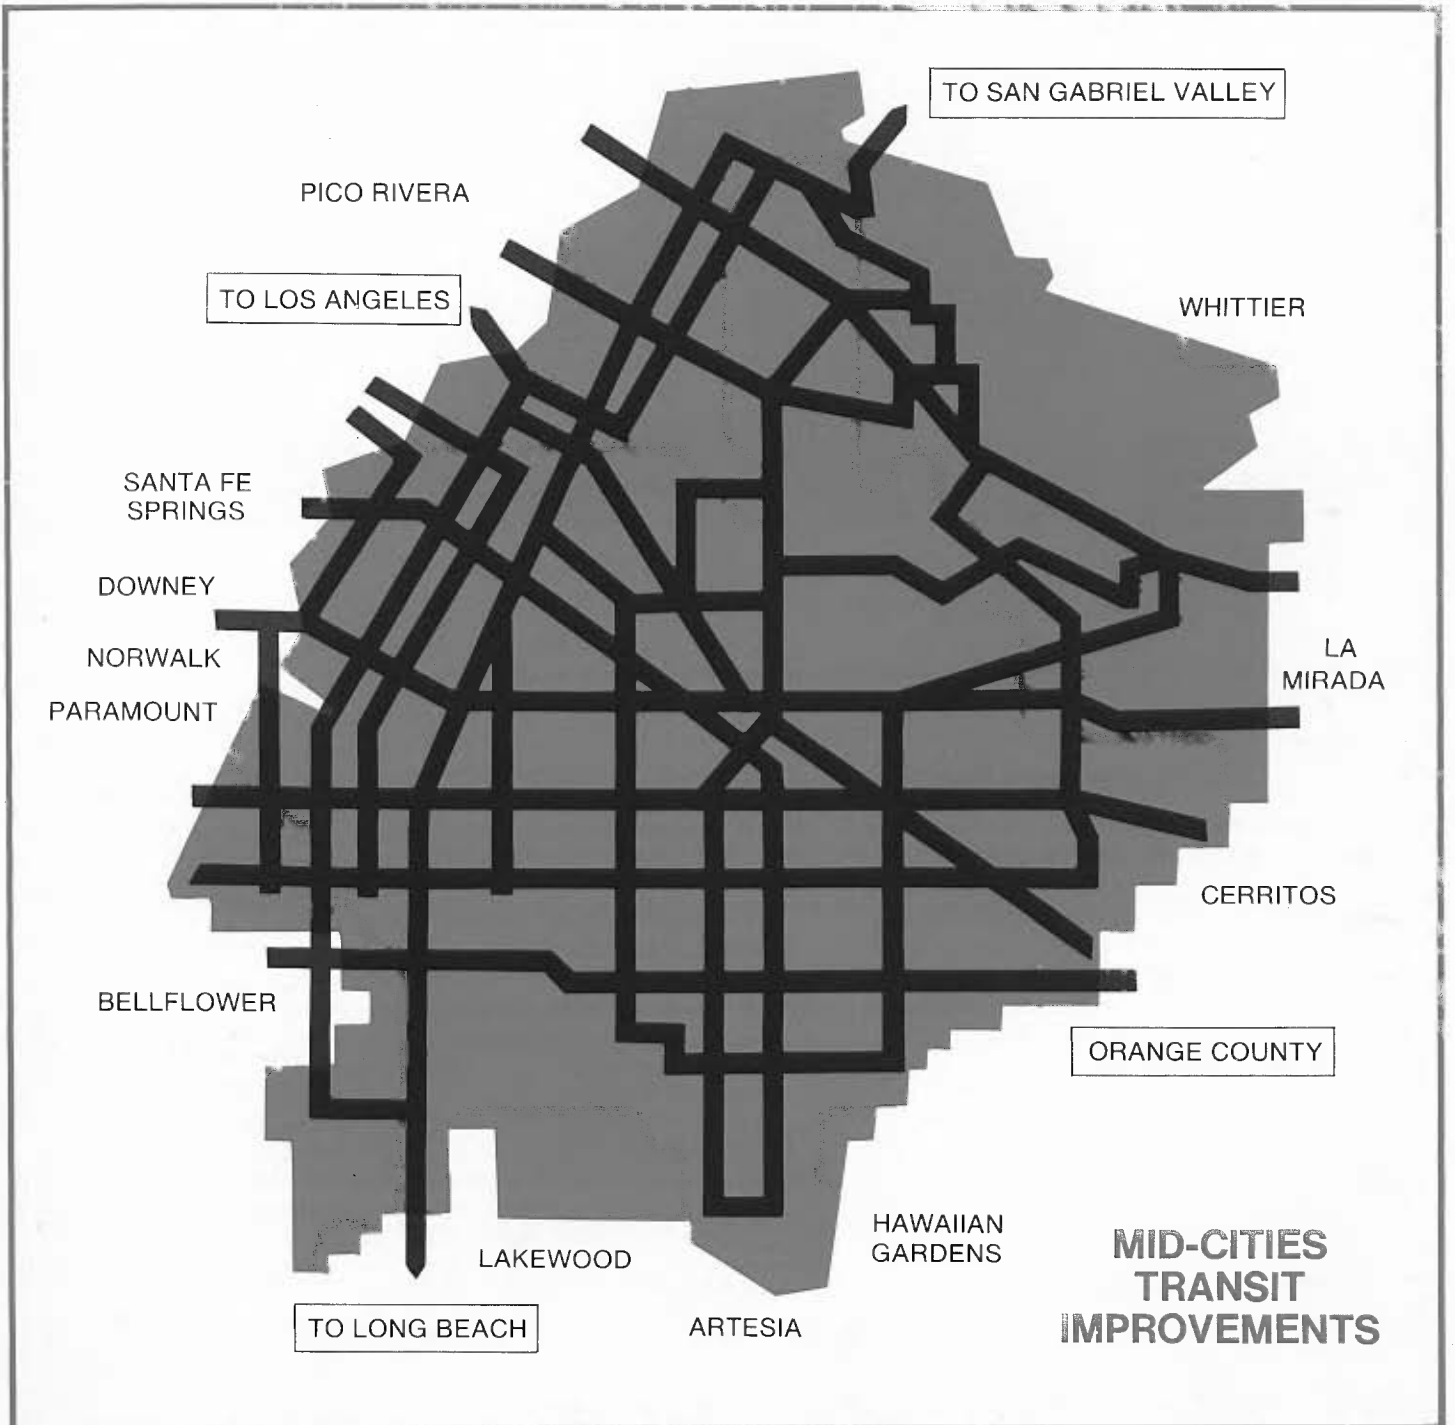 TO SAN GABRIEL VALLEY
PICO RIVERA
TO LOS ANGELES
WHITTIER
SANTA FE
SPRINGS
DOWNEY
NORWALK
LA
MIRADA
PARAMOUNT
CERRITOS
BELLFLOWER
ORANGE COUNTY
HAWAIIAN
GARDENS
LAKEWOOD
MID-CITIES
TRANSIT
IMPROVEMENTS
TO LONG BEACH
ARTESIA